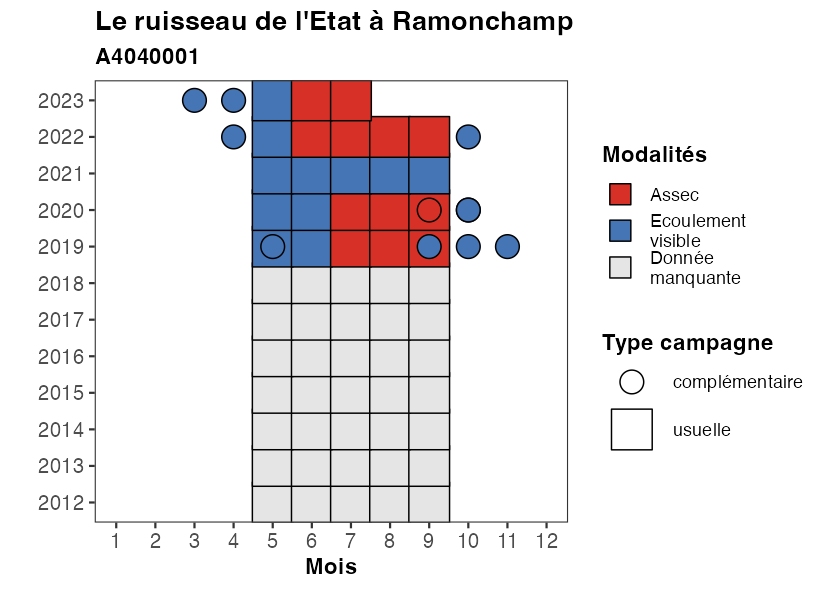 Le ruisseau de l'Etat à Ramonchamp
A4040001
2023
2022
2021
2020
2019
2018
2017
2016
2015
2014
2013
2012
1 2 3 4 5 6 7 8 9 10 11 12
Mois
Modalités
Assec
Ecoulement
visible
Donnée
manquante
Type campagne
complémentaire
usuelle